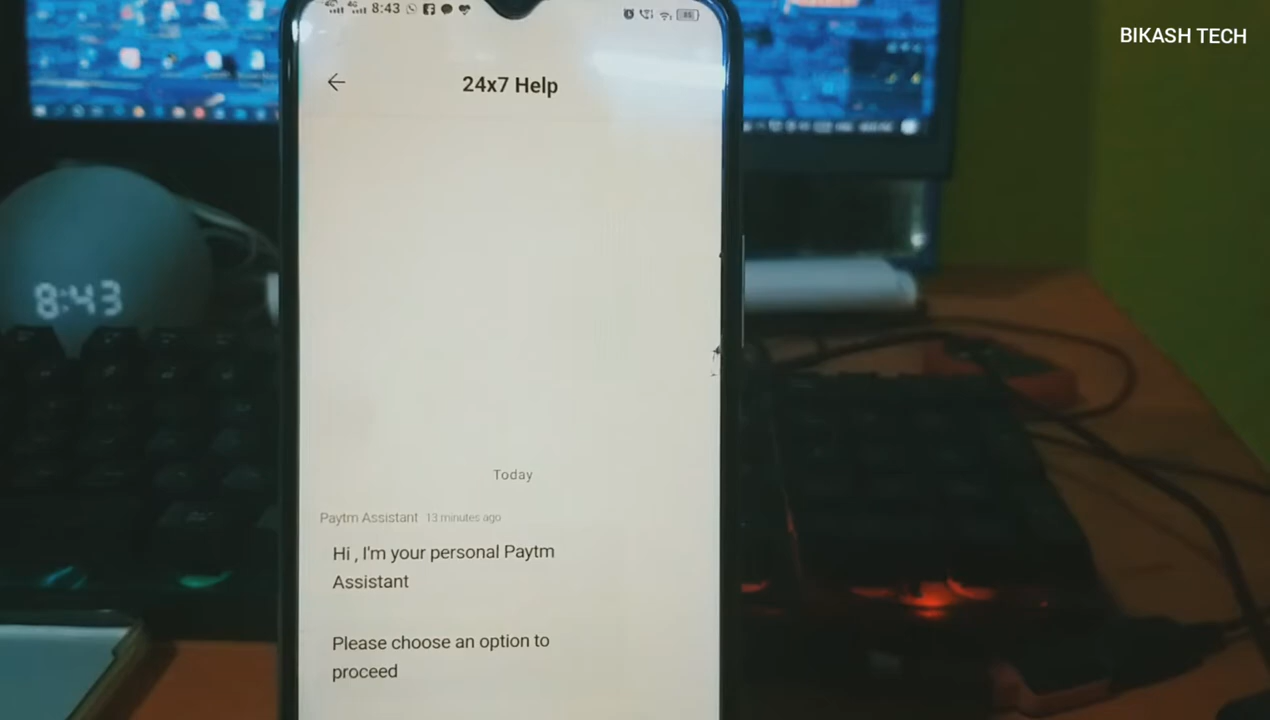 BIKASH TECH
8:43
24x7 Help
8:43
Today
Paytm Assistant 13 minutes ago
Hi , I'm your personal Paytm
Assistant
Please choose an option to
proceed